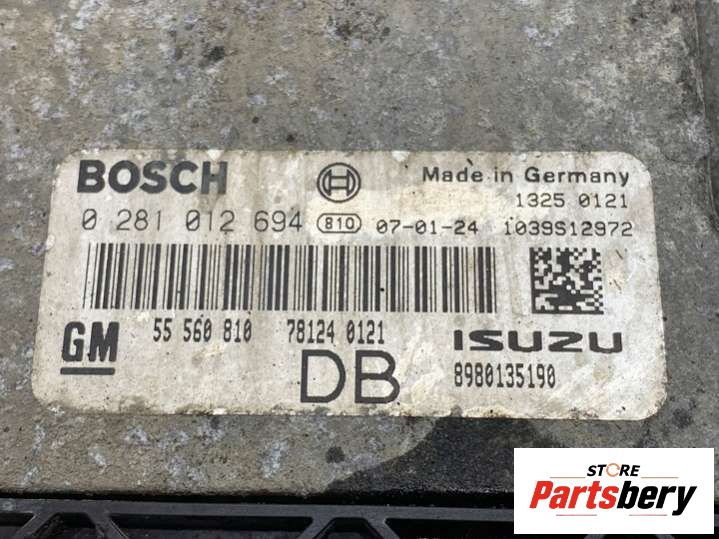 BOSCH Made in Germany
1325 0121
0 281 012 694 810 07-01-24 1039S12972
GM 55 560 810 78124 0121 ISUZU
DB 8980135190
STORE
Partsbery